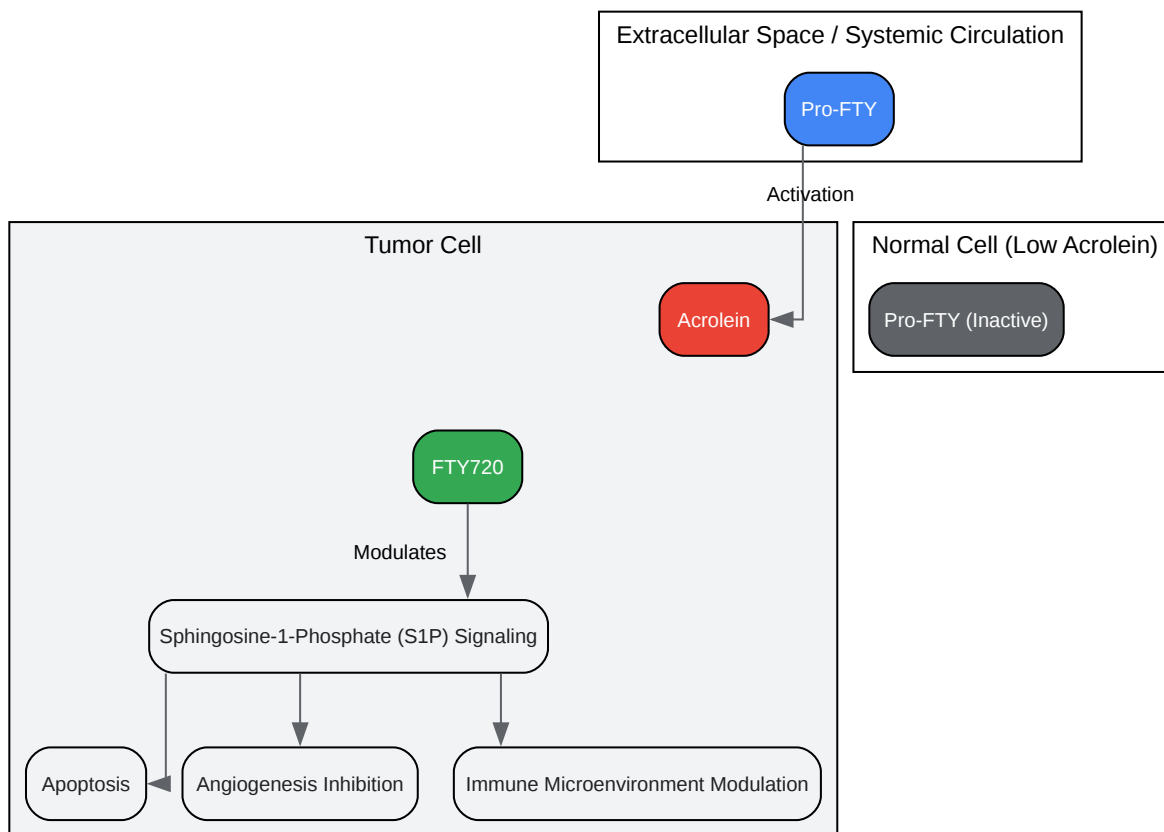 Extracellular Space / Systemic Circulation
Pro-FTY
Activation
Tumor Cell
Normal Cell (Low Acrolein)
Acrolein
Pro-FTY (Inactive)
FTY720
Modulates
Sphingosine-1-Phosphate (S1P) Signaling
Apoptosis
Angiogenesis Inhibition
Immune Microenvironment Modulation